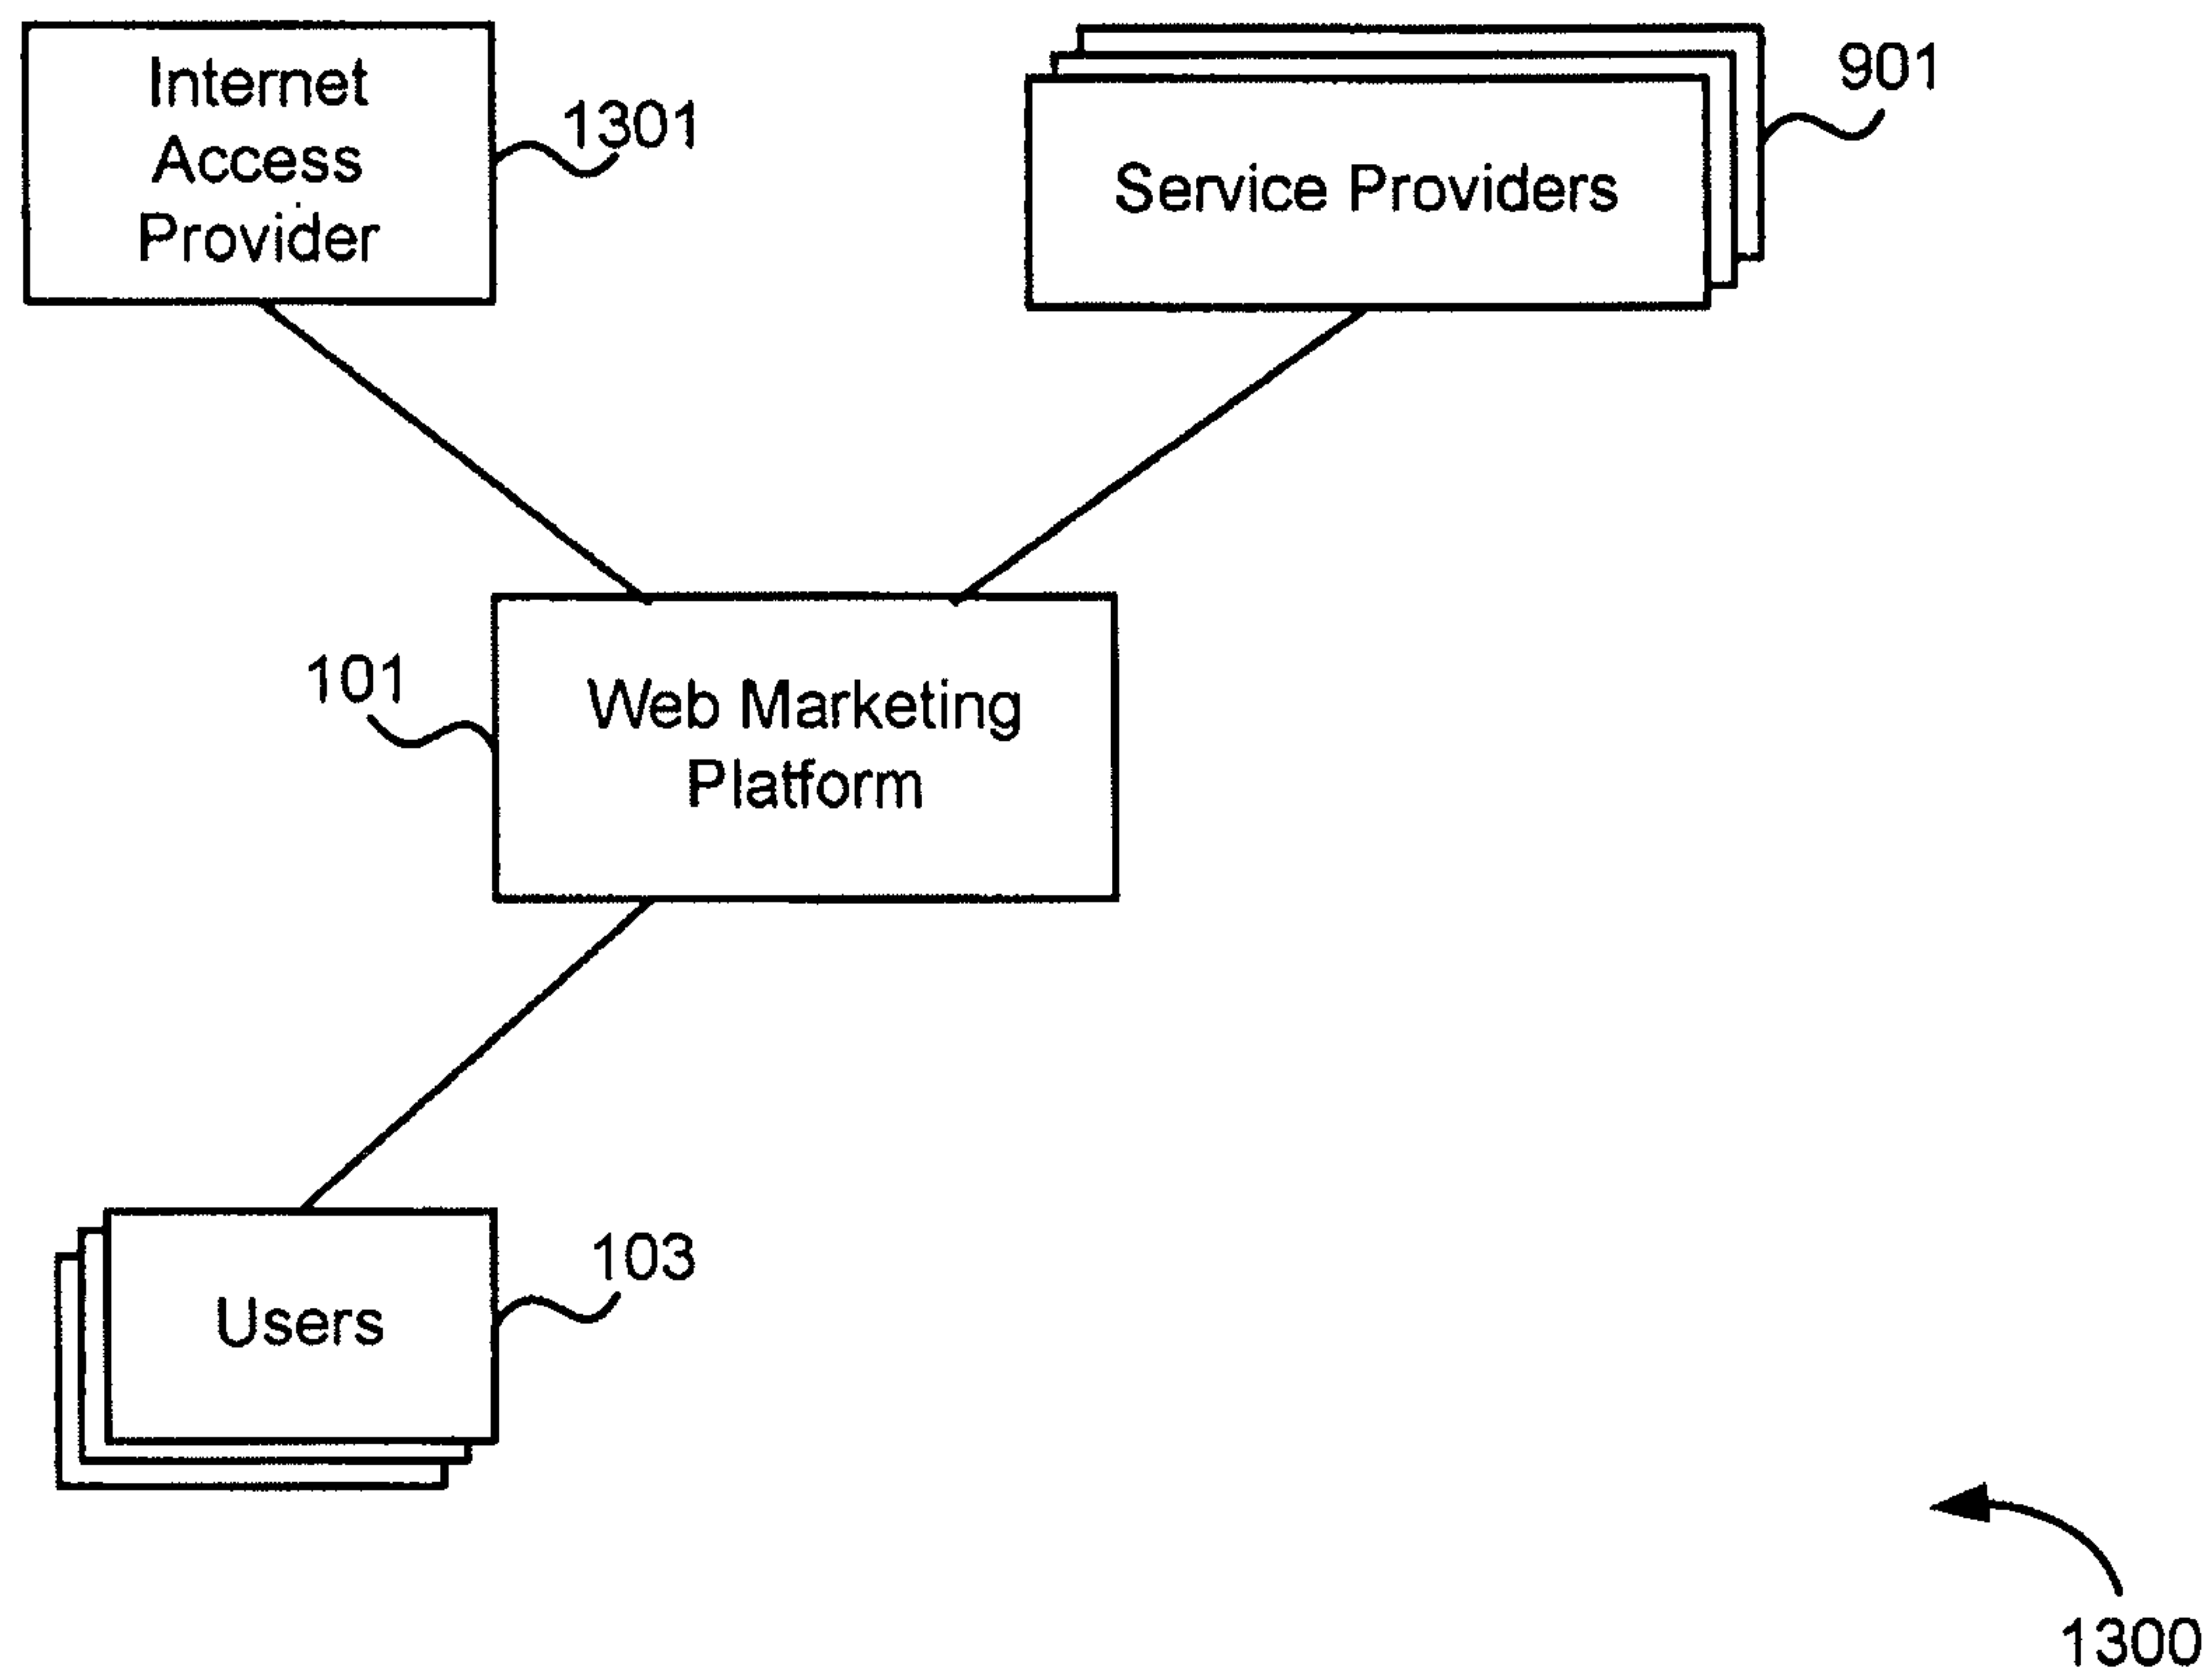 Internet
Access
Provider
1301
Service Providers
901
101
Web Marketing
Platform
Users
103
1300